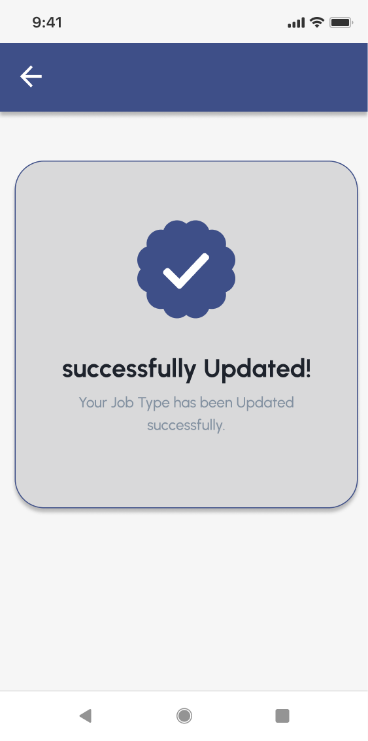 9:41
successfully Updated!
Your Job Type has been Updated
successfully.